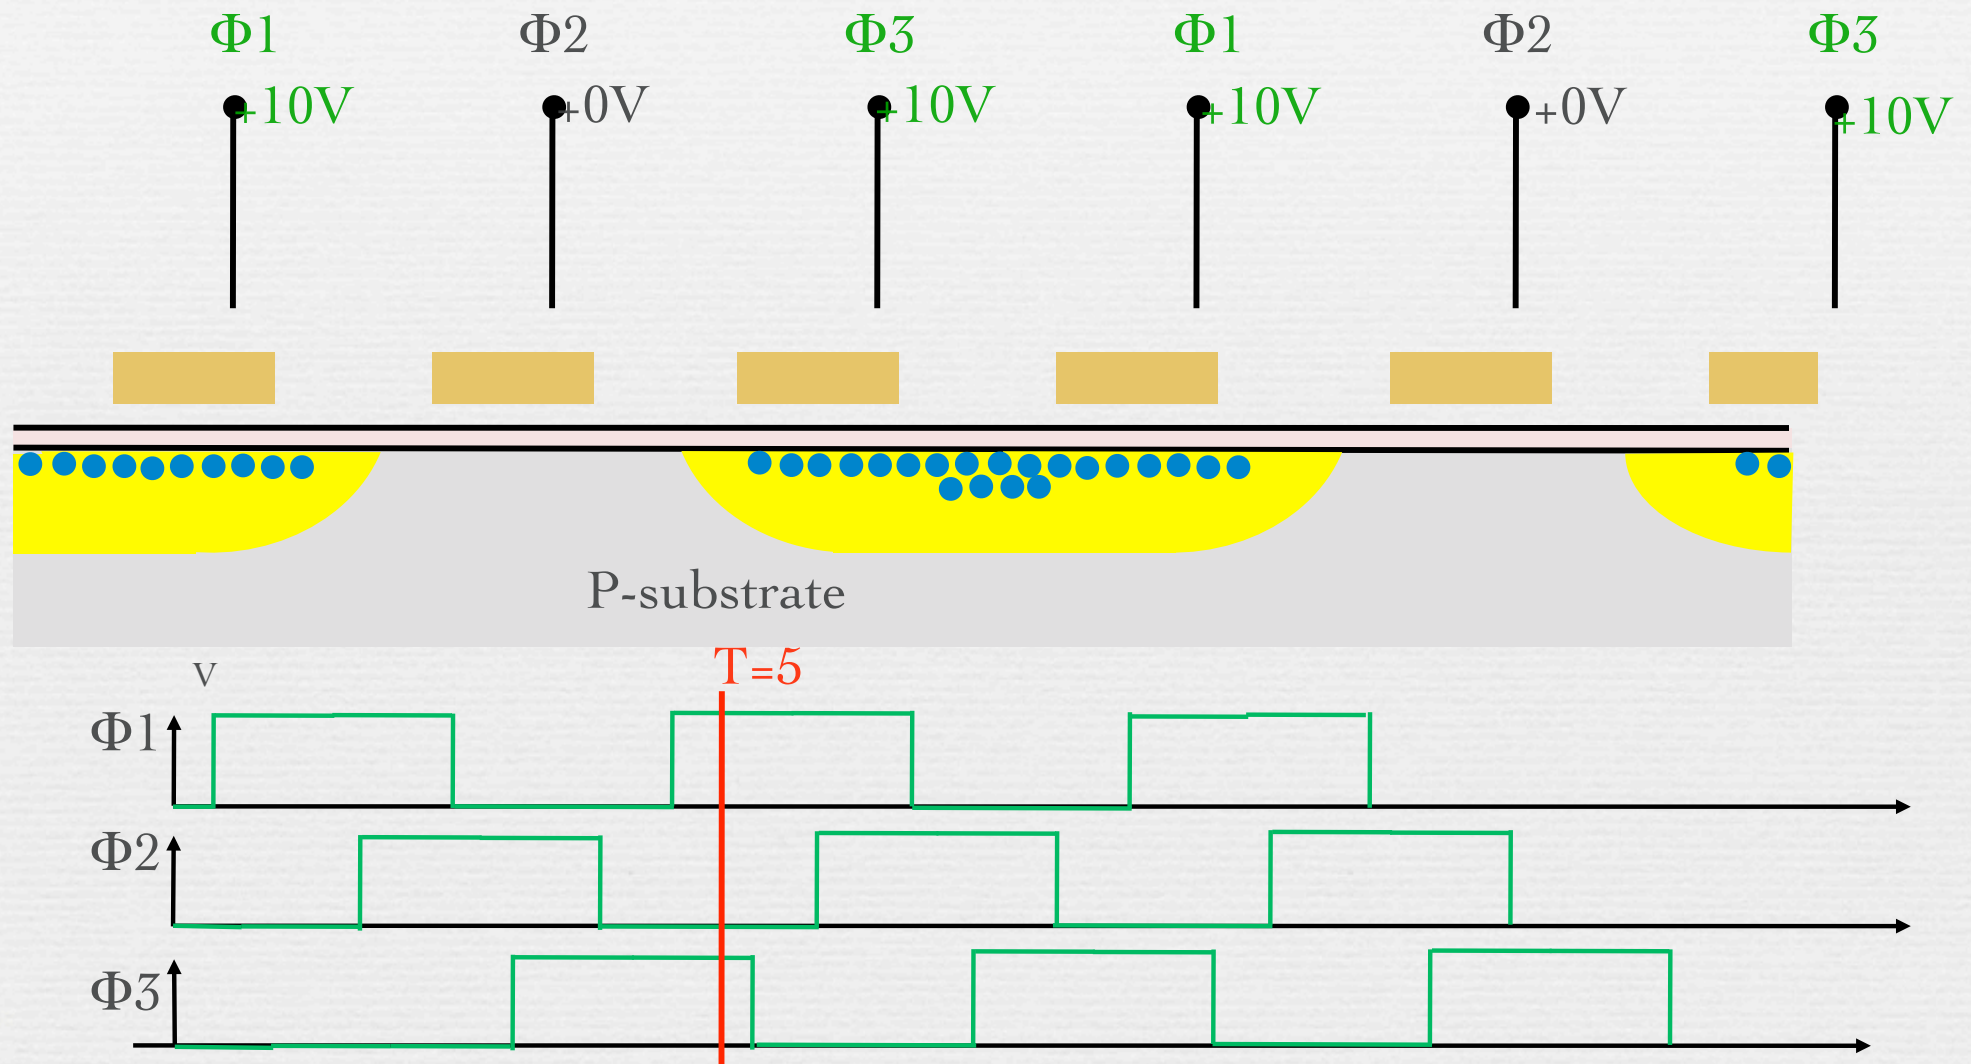 Φ1 Φ2 Φ3 Φ1 Φ2 Φ3
+10V +0V +10V +10V +0V +10V
P-substrate
T=5
V
Φ1
Φ2
Φ3